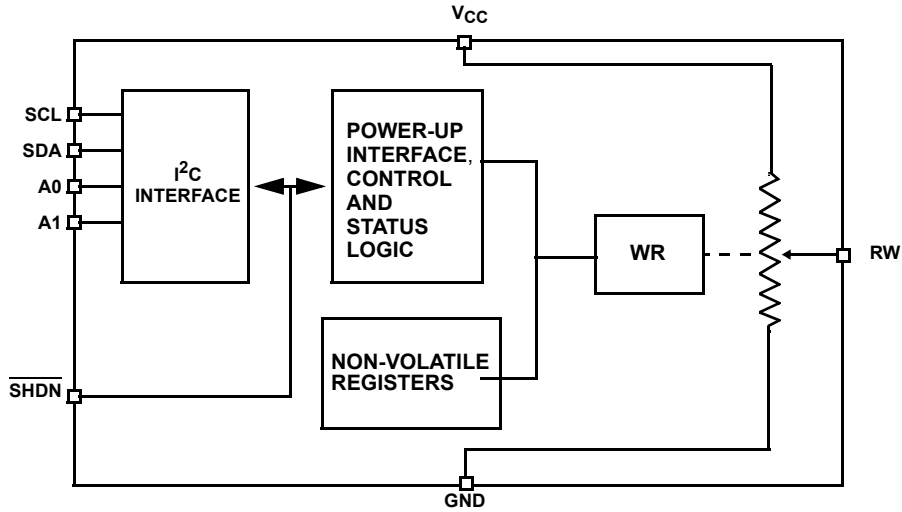 VCC
SCL
SDA
A0
A1
I2C
INTERFACE
POWER-UP
INTERFACE,
CONTROL
AND
STATUS
LOGIC
WR
RW
NON-VOLATILE
REGISTERS
SHDN
GND